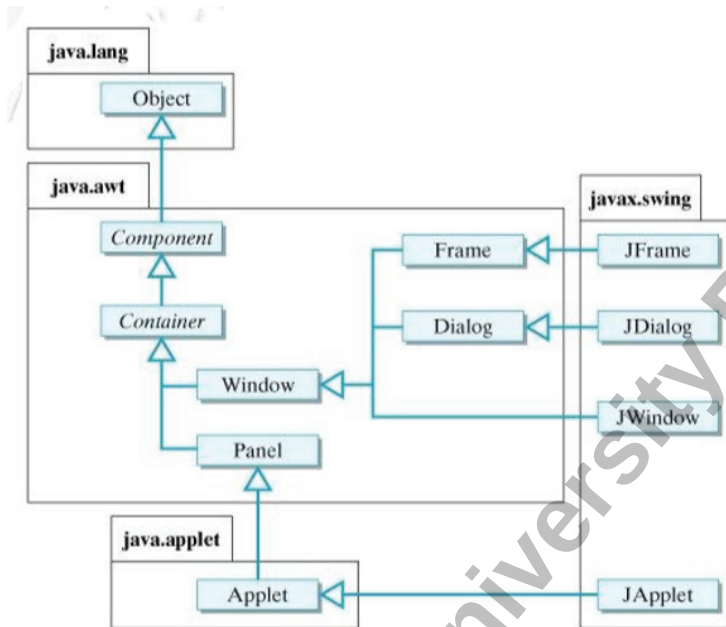 java.lang
Object
java.awt
javax.swing
Component
Frame
JFrame
Container
Dialog
JDialog
Window
JWindow
Panel
java.applet
Applet
JApplet